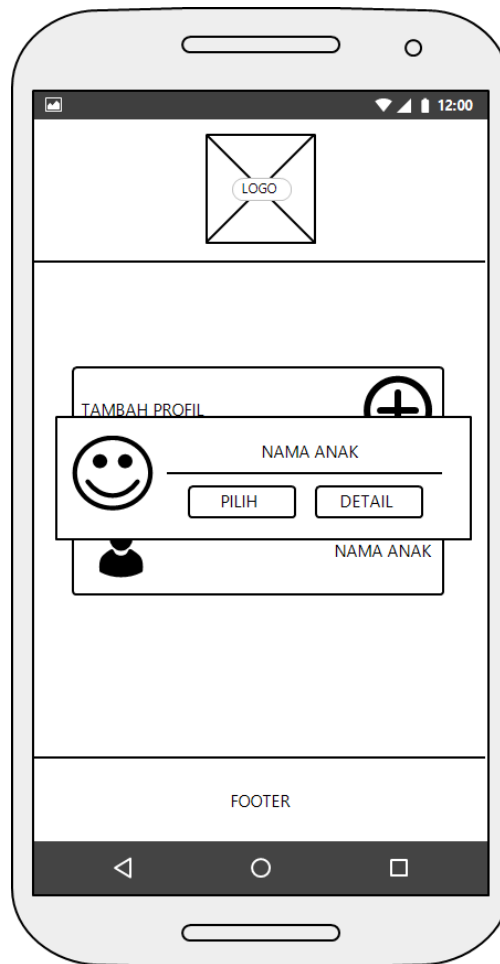 12:00
LOGO
TAMBAH PROFIL
NAMA ANAK
PILIH DETAIL
NAMA ANAK
FOOTER